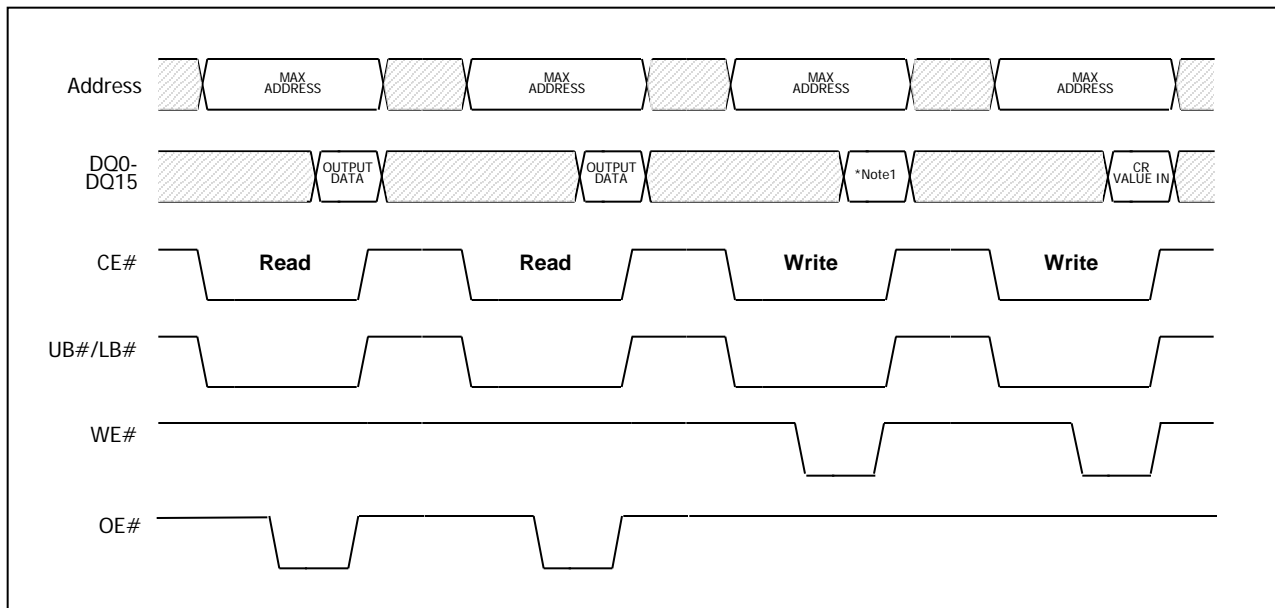 Address
MAX
ADDRESS
MAX
ADDRESS
MAX
ADDRESS
MAX
ADDRESS
DQ0-
DQ15
OUTPUT
DATA
OUTPUT
DATA
*Note1
CR
VALUE IN
CE#
Read
Read
Write
Write
UB#/LB#
WE#
OE#